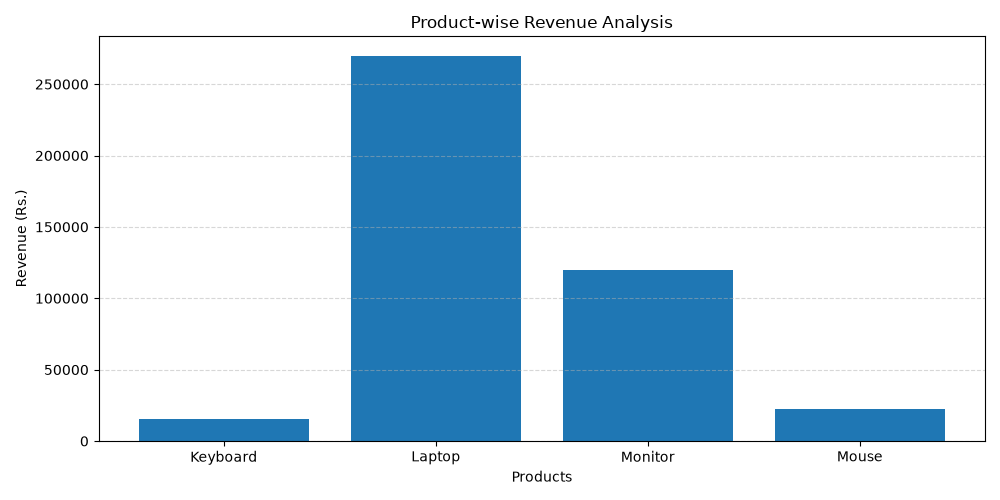 Product-wise Revenue Analysis
Revenue (Rs.)
250000
200000
150000
100000
50000
0
Keyboard Laptop Monitor Mouse
Products